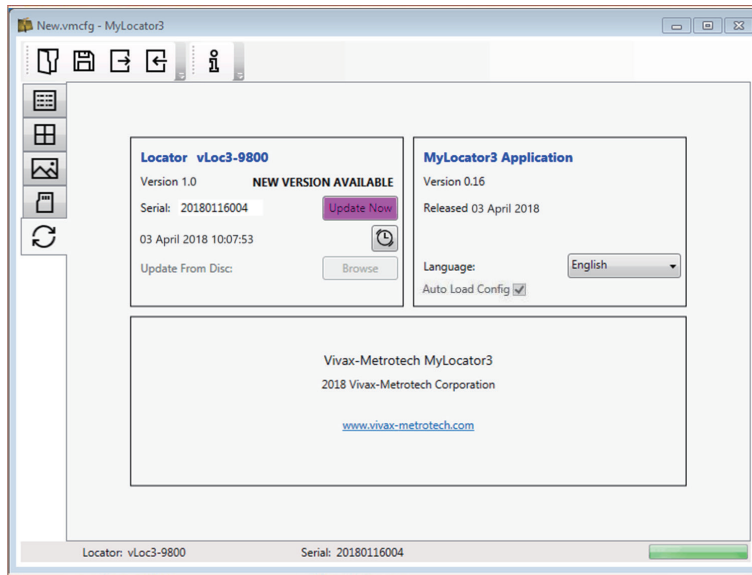 New.vmcfg - MyLocator3
Locator vLoc3-9800
Version 1.0 NEW VERSION AVAILABLE
Serial: 20180116004 Update Now
03 April 2018 10:07:53
Update From Disc: Browse
MyLocator3 Application
Version 0.16
Released 03 April 2018
Language: English
Auto Load Config
Vivax-Metrotech MyLocator3
2018 Vivax-Metrotech Corporation
www.vivax-metrotech.com
Locator: vLoc3-9800 Serial: 20180116004